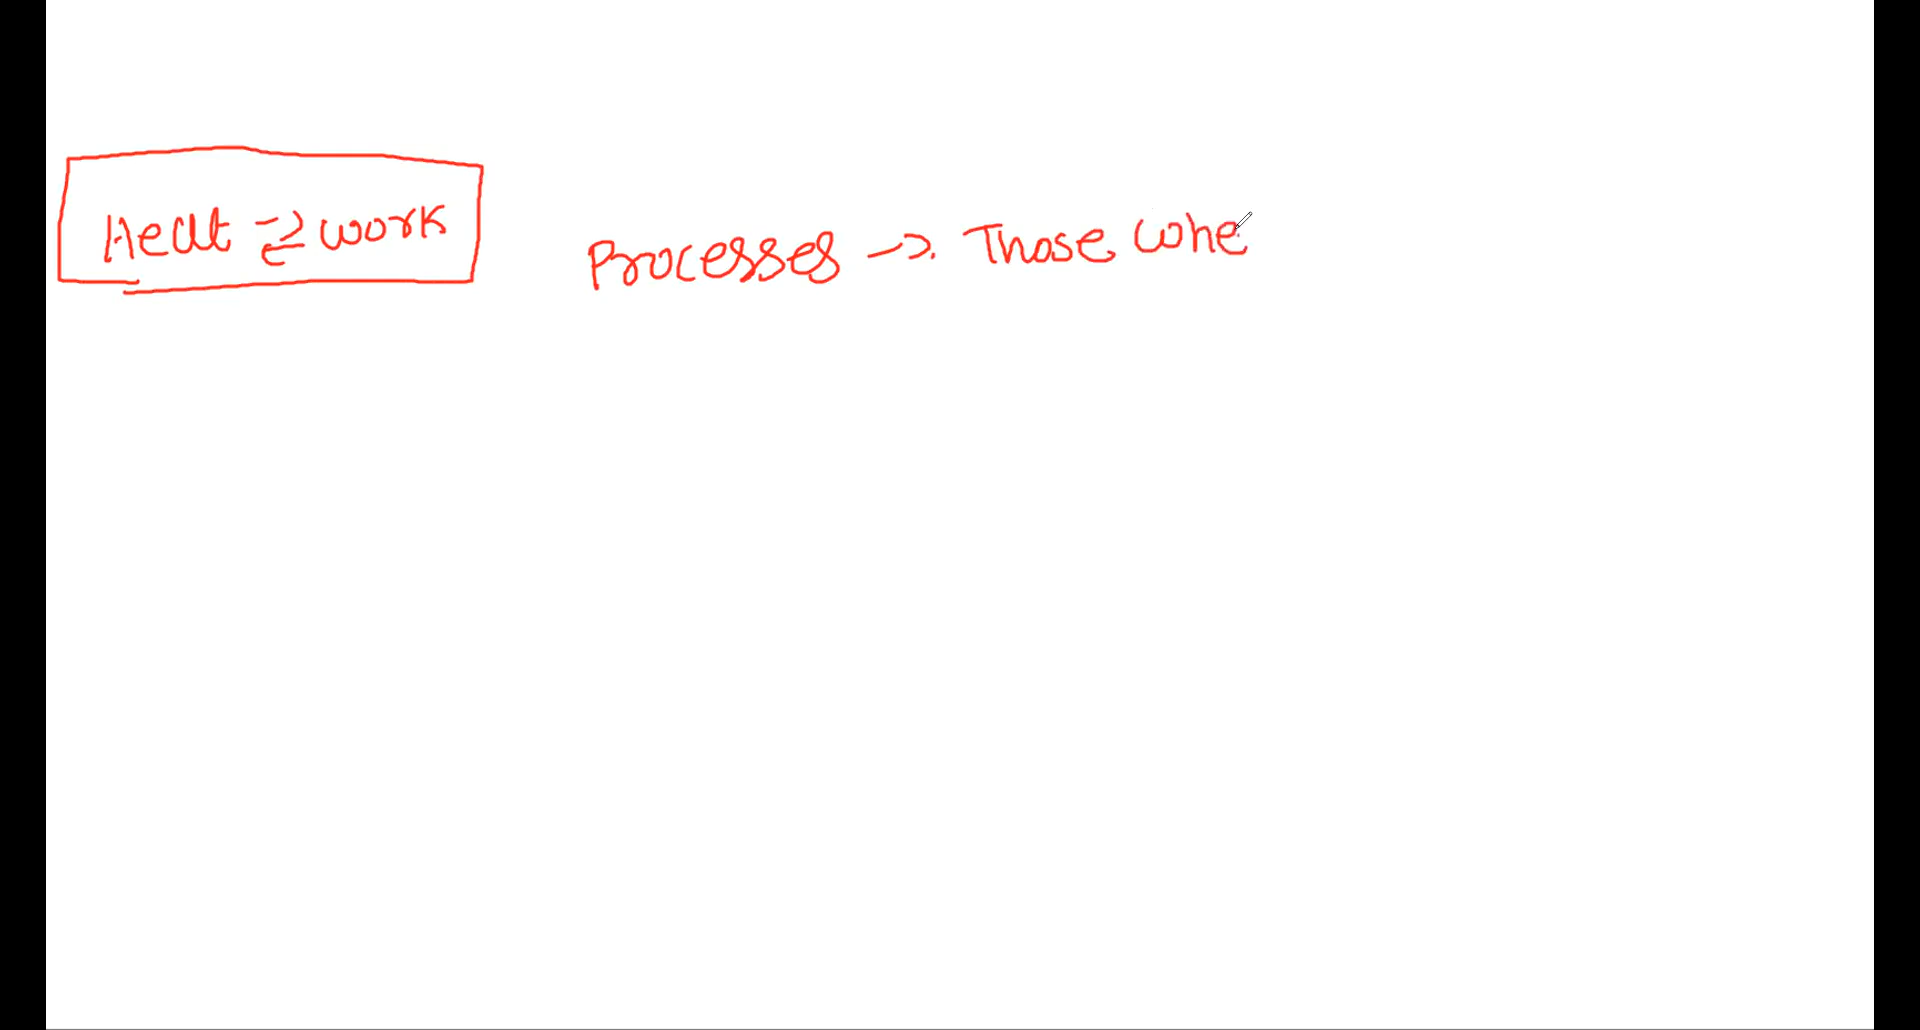 Heat ⇄ work
Processes → Those whe